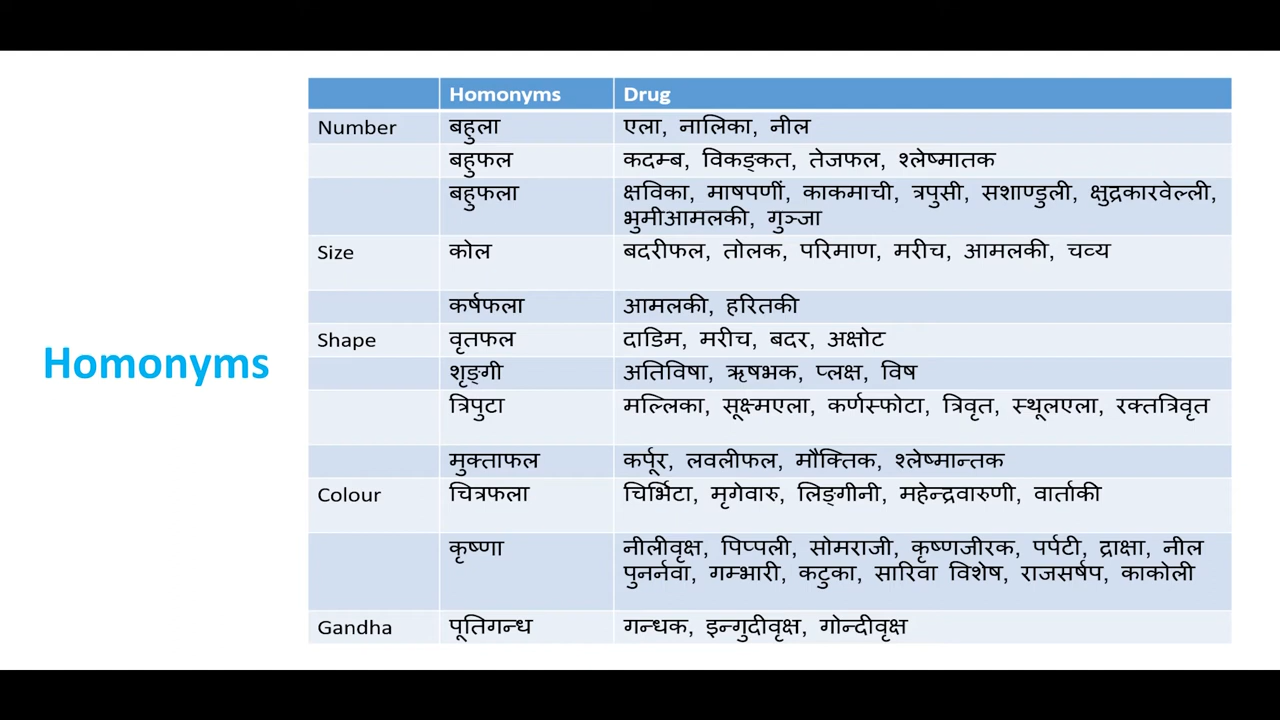 Homonyms
Homonyms Drug
Number बहुला एला, नालिका, नील
बहुफल कदम्ब, विकङ्कत, तेजफल, श्लेष्मातक
बहुफला क्षविका, माषपर्णी, काकमाची, त्रपुसी, सशाण्डुली, क्षुद्रकारवेल्ली,
भुमीआमलकी, गुञ्जा
Size कोल बदरीफल, तोलक, परिमाण, मरीच, आमलकी, चव्य
कर्षफला आमलकी, हरितकी
Shape वृतफल दाडिम, मरीच, बदर, अक्षोट
शृङ्गी अतिविषा, ऋषभक, प्लक्ष, विष
त्रिपुटा मल्लिका, सूक्ष्मएला, कर्णस्फोटा, त्रिवृत, स्थूलएला, रक्तत्रिवृत
मुक्ताफल कर्पूर, लवलीफल, मौक्तिक, श्लेष्मान्तक
Colour चित्रफला चिर्भिटा, मृगेवारु, लिङ्गीनी, महेन्द्रवारुणी, वार्ताकी
कृष्णा नीलीवृक्ष, पिप्पली, सोमराजी, कृष्णजीरक, पर्पटी, द्राक्षा, नील
पुनर्नवा, गम्भारी, कटुका, सारिवा विशेष, राजसर्षप, काकोली
Gandha पूतिगन्ध गन्धक, इन्गुदीवृक्ष, गोन्दीवृक्ष